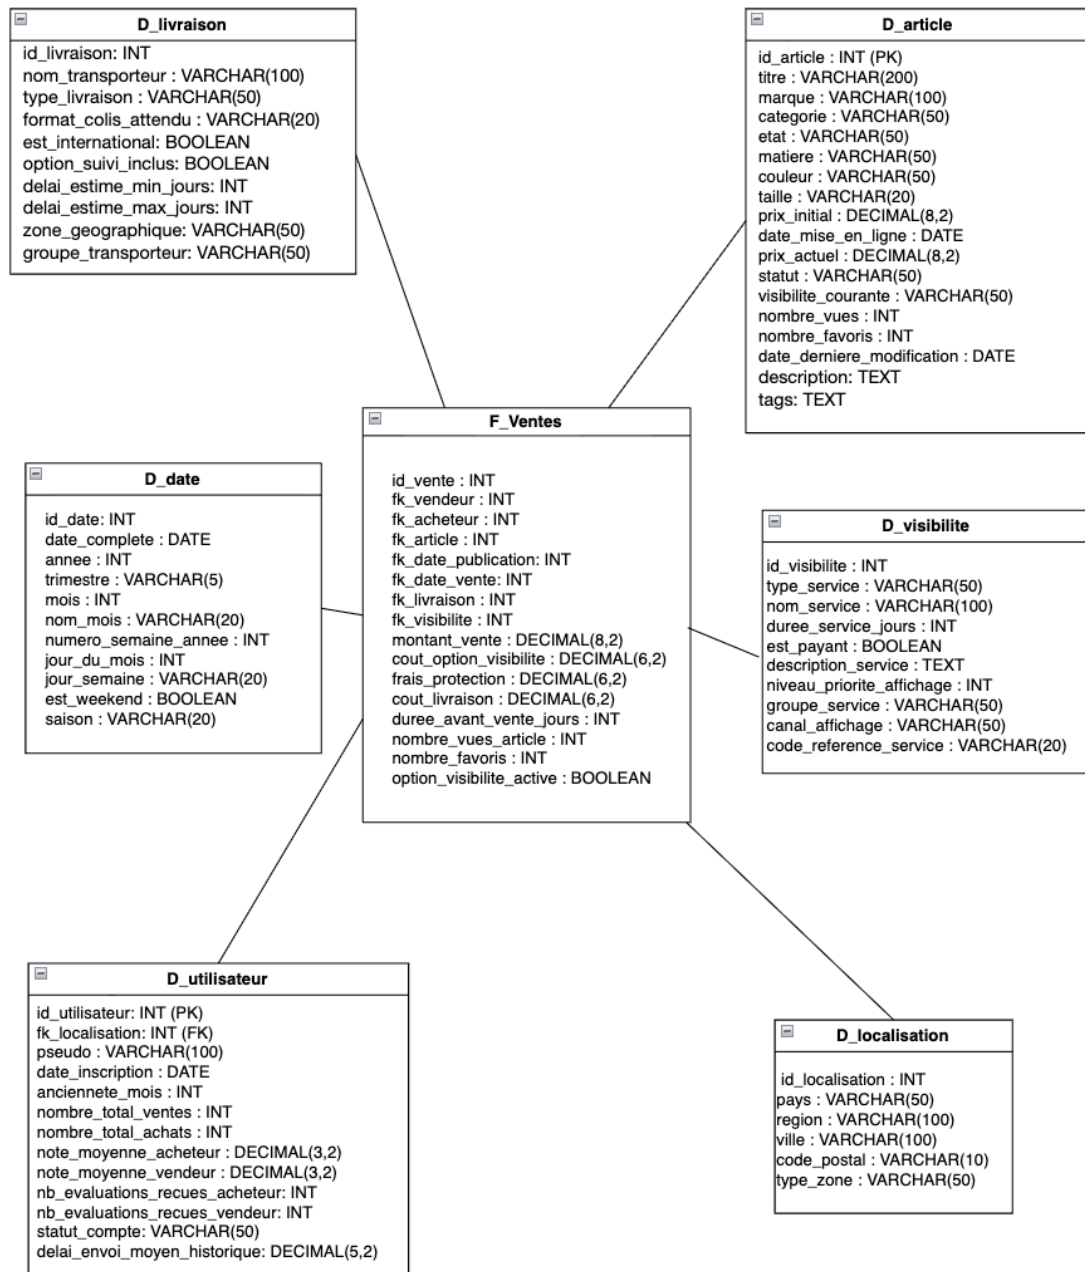 D_livraison
id_livraison: INT
nom_transporteur : VARCHAR(100)
type_livraison : VARCHAR(50)
format_colis_attendu : VARCHAR(20)
est_international: BOOLEAN
option_suivi_inclus: BOOLEAN
delai_estime_min_jours: INT
delai_estime_max_jours: INT
zone_geographique: VARCHAR(50)
groupe_transporteur: VARCHAR(50)
D_article
id_article : INT (PK)
titre : VARCHAR(200)
marque : VARCHAR(100)
categorie : VARCHAR(50)
etat : VARCHAR(50)
matiere : VARCHAR(50)
couleur : VARCHAR(50)
taille : VARCHAR(20)
prix_initial : DECIMAL(8,2)
date_mise_en_ligne : DATE
prix_actuel : DECIMAL(8,2)
statut : VARCHAR(50)
visibilite_courante : VARCHAR(50)
nombre_vues : INT
nombre_favoris : INT
date_derniere_modification : DATE
description: TEXT
tags: TEXT
F_Ventes
id_vente : INT
fk_vendeur : INT
fk_acheteur : INT
fk_article : INT
fk_date_publication: INT
fk_date_vente: INT
fk_livraison : INT
fk_visibilite : INT
montant_vente : DECIMAL(8,2)
cout_option_visibilite : DECIMAL(6,2)
frais_protection : DECIMAL(6,2)
cout_livraison : DECIMAL(6,2)
duree_avant_vente_jours : INT
nombre_vues_article : INT
nombre_favoris : INT
option_visibilite_active : BOOLEAN
D_date
id_date: INT
date_complete : DATE
annee : INT
trimestre : VARCHAR(5)
mois : INT
nom_mois : VARCHAR(20)
numero_semaine_annee : INT
jour_du_mois : INT
jour_semaine : VARCHAR(20)
est_weekend : BOOLEAN
saison : VARCHAR(20)
D_visibilite
id_visibilite : INT
type_service : VARCHAR(50)
nom_service : VARCHAR(100)
duree_service_jours : INT
est_payant : BOOLEAN
description_service : TEXT
niveau_priorite_affichage : INT
groupe_service : VARCHAR(50)
canal_affichage : VARCHAR(50)
code_reference_service : VARCHAR(20)
D_utilisateur
id_utilisateur: INT (PK)
fk_localisation: INT (FK)
pseudo : VARCHAR(100)
date_inscription : DATE
anciennete_mois : INT
nombre_total_ventes : INT
nombre_total_achats : INT
note_moyenne_acheteur : DECIMAL(3,2)
note_moyenne_vendeur : DECIMAL(3,2)
nb_evaluations_recues_acheteur: INT
nb_evaluations_recues_vendeur: INT
statut_compte: VARCHAR(50)
delai_envoi_moyen_historique: DECIMAL(5,2)
D_localisation
id_localisation : INT
pays : VARCHAR(50)
region : VARCHAR(100)
ville : VARCHAR(100)
code_postal : VARCHAR(10)
type_zone : VARCHAR(50)